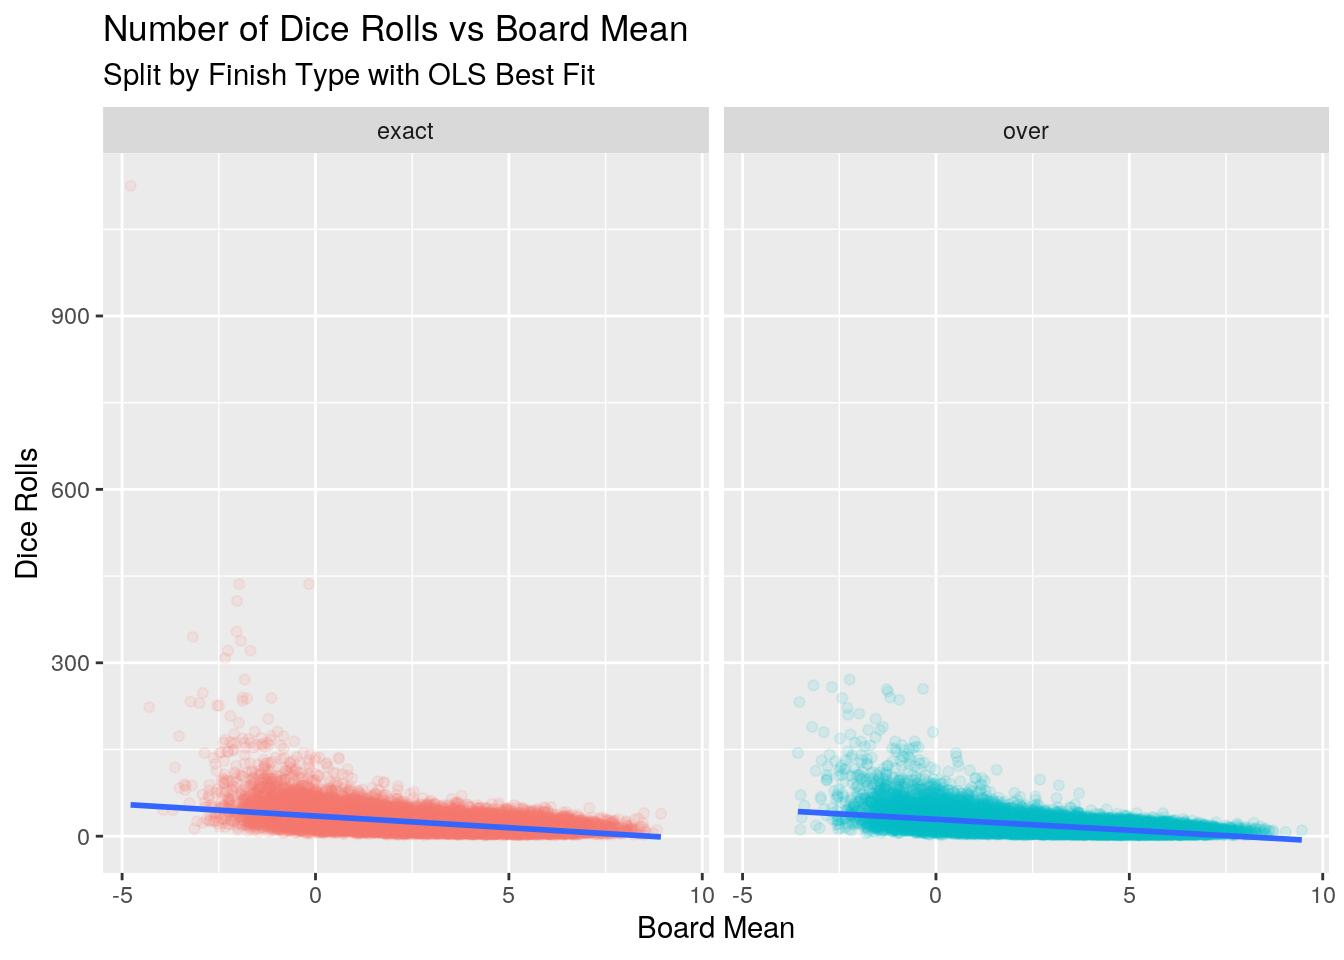 Number of Dice Rolls vs Board Mean
Split by Finish Type with OLS Best Fit
exact
over
Dice Rolls
900
600
300
0
-5
0
5
10
-5
0
5
10
Board Mean